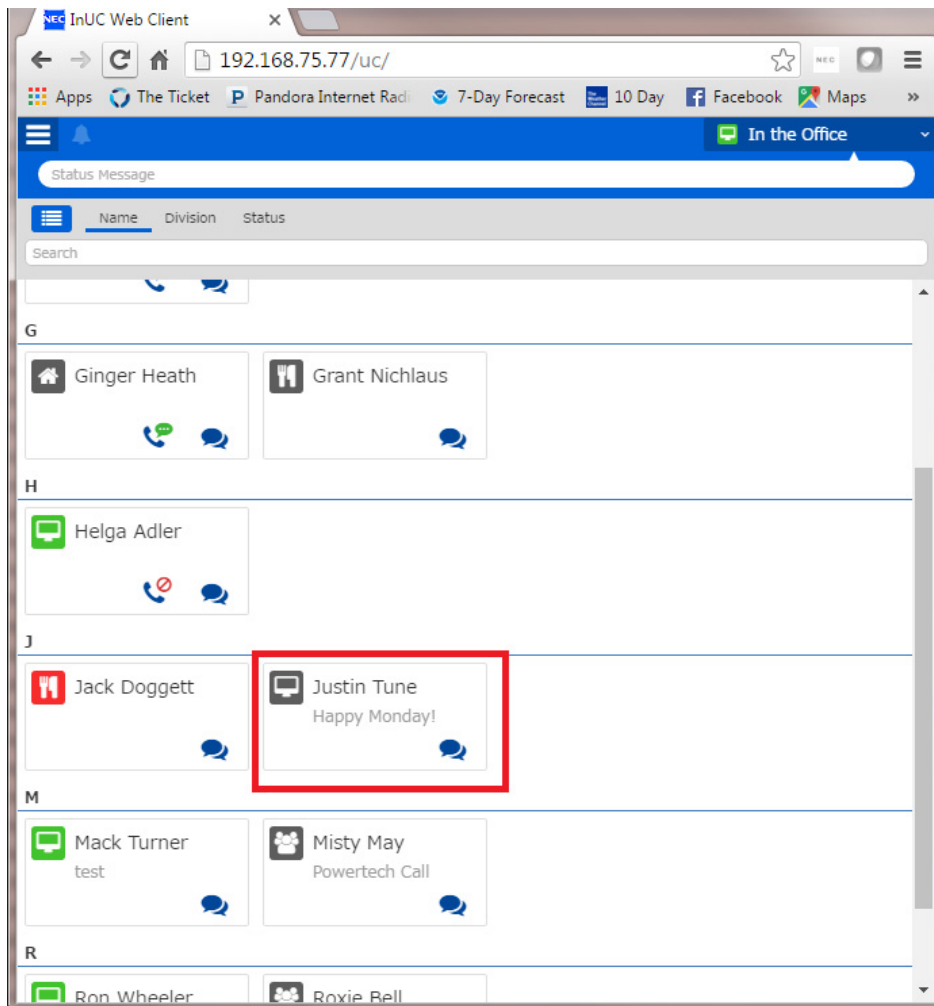 NEC InUC Web Client
192.168.75.77/uc/
NEC
Apps The Ticket P Pandora Internet Radi 7-Day Forecast 10 Day Facebook Maps »
In the Office
Status Message
Name Division Status
Search
G
Ginger Heath Grant Nichlaus
H
Helga Adler
J
Jack Doggett Justin Tune
Happy Monday!
M
Mack Turner Misty May
test Powertech Call
R
Ron Wheeler Roxie Bell